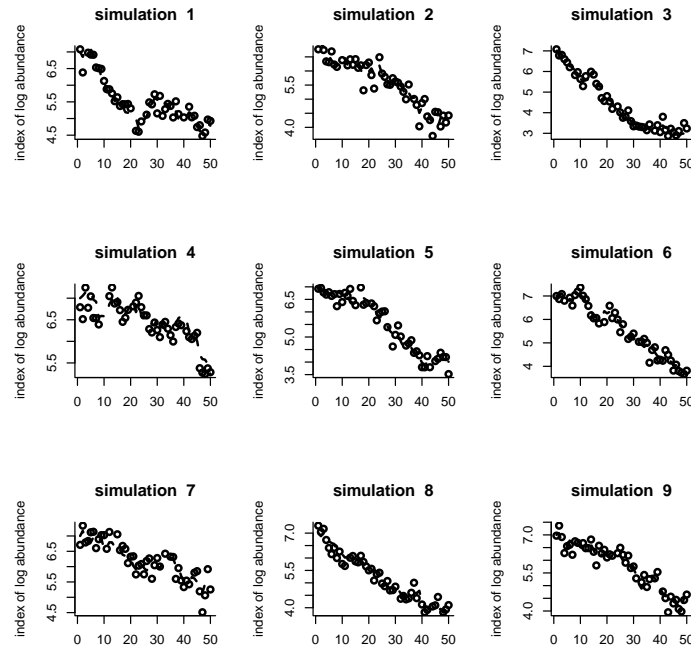 simulation 1
simulation 2
simulation 3
index of log abundance
6.5
5.5
4.5
0 10 20 30 40 50
index of log abundance
5.5
4.0
0 10 20 30 40 50
index of log abundance
7
6
5
4
3
0 10 20 30 40 50
simulation 4
simulation 5
simulation 6
index of log abundance
6.5
5.5
0 10 20 30 40 50
index of log abundance
6.5
5.0
3.5
0 10 20 30 40 50
index of log abundance
7
6
5
4
0 10 20 30 40 50
simulation 7
simulation 8
simulation 9
index of log abundance
6.5
5.5
4.5
0 10 20 30 40 50
index of log abundance
7.0
5.5
4.0
0 10 20 30 40 50
index of log abundance
7.0
5.5
4.0
0 10 20 30 40 50